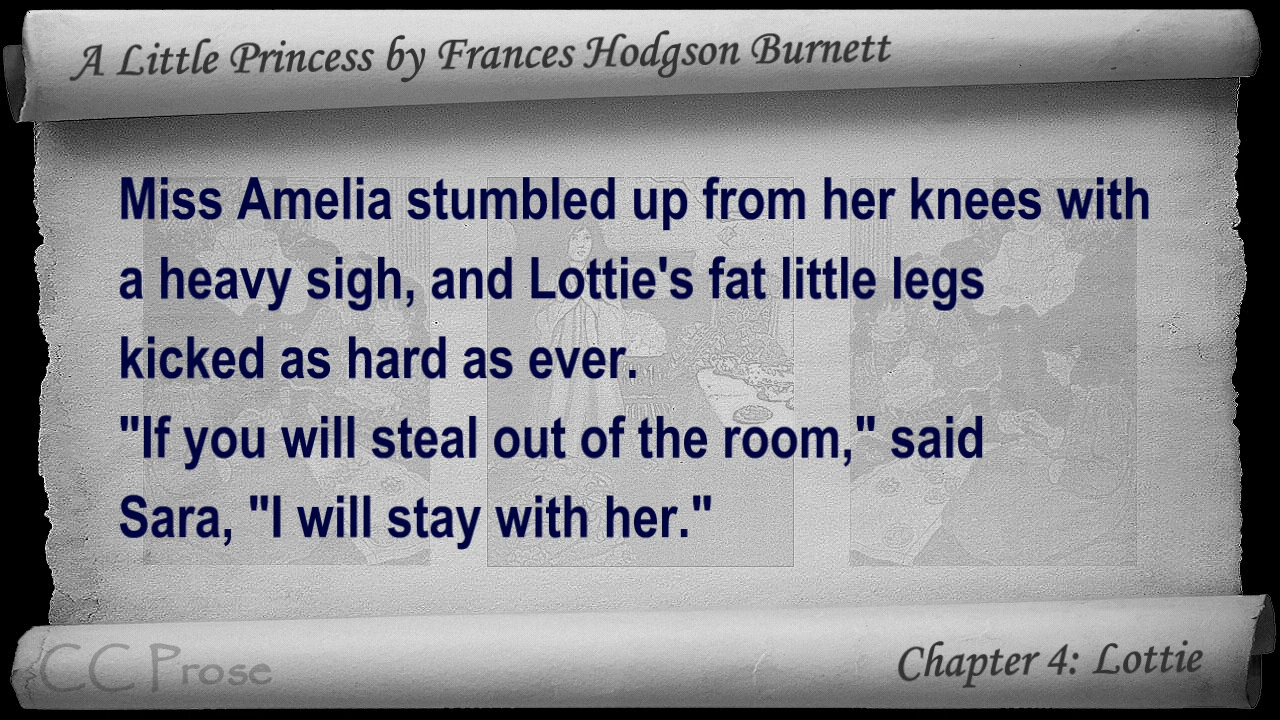 A Little Princess by Frances Hodgson Burnett
Miss Amelia stumbled up from her knees with
a heavy sigh, and Lottie's fat little legs
kicked as hard as ever.
"If you will steal out of the room," said
Sara, "I will stay with her."
CC Prose
Chapter 4: Lottie